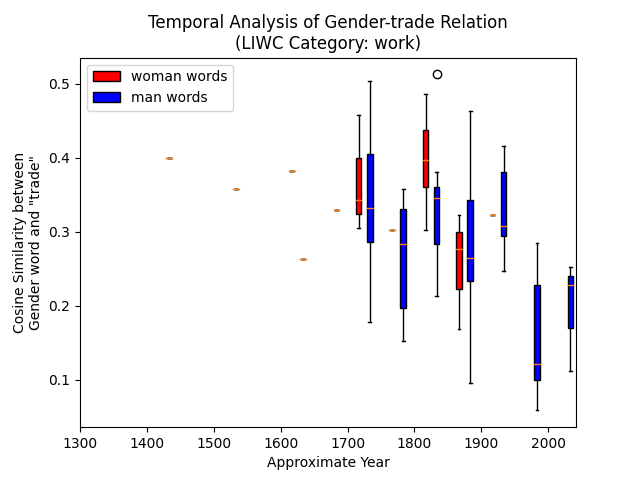 Temporal Analysis of Gender-trade Relation
(LIWC Category: work)
woman words
man words
Cosine Similarity between
Gender word and "trade"
0.5
0.4
0.3
0.2
0.1
1300 1400 1500 1600 1700 1800 1900 2000
Approximate Year